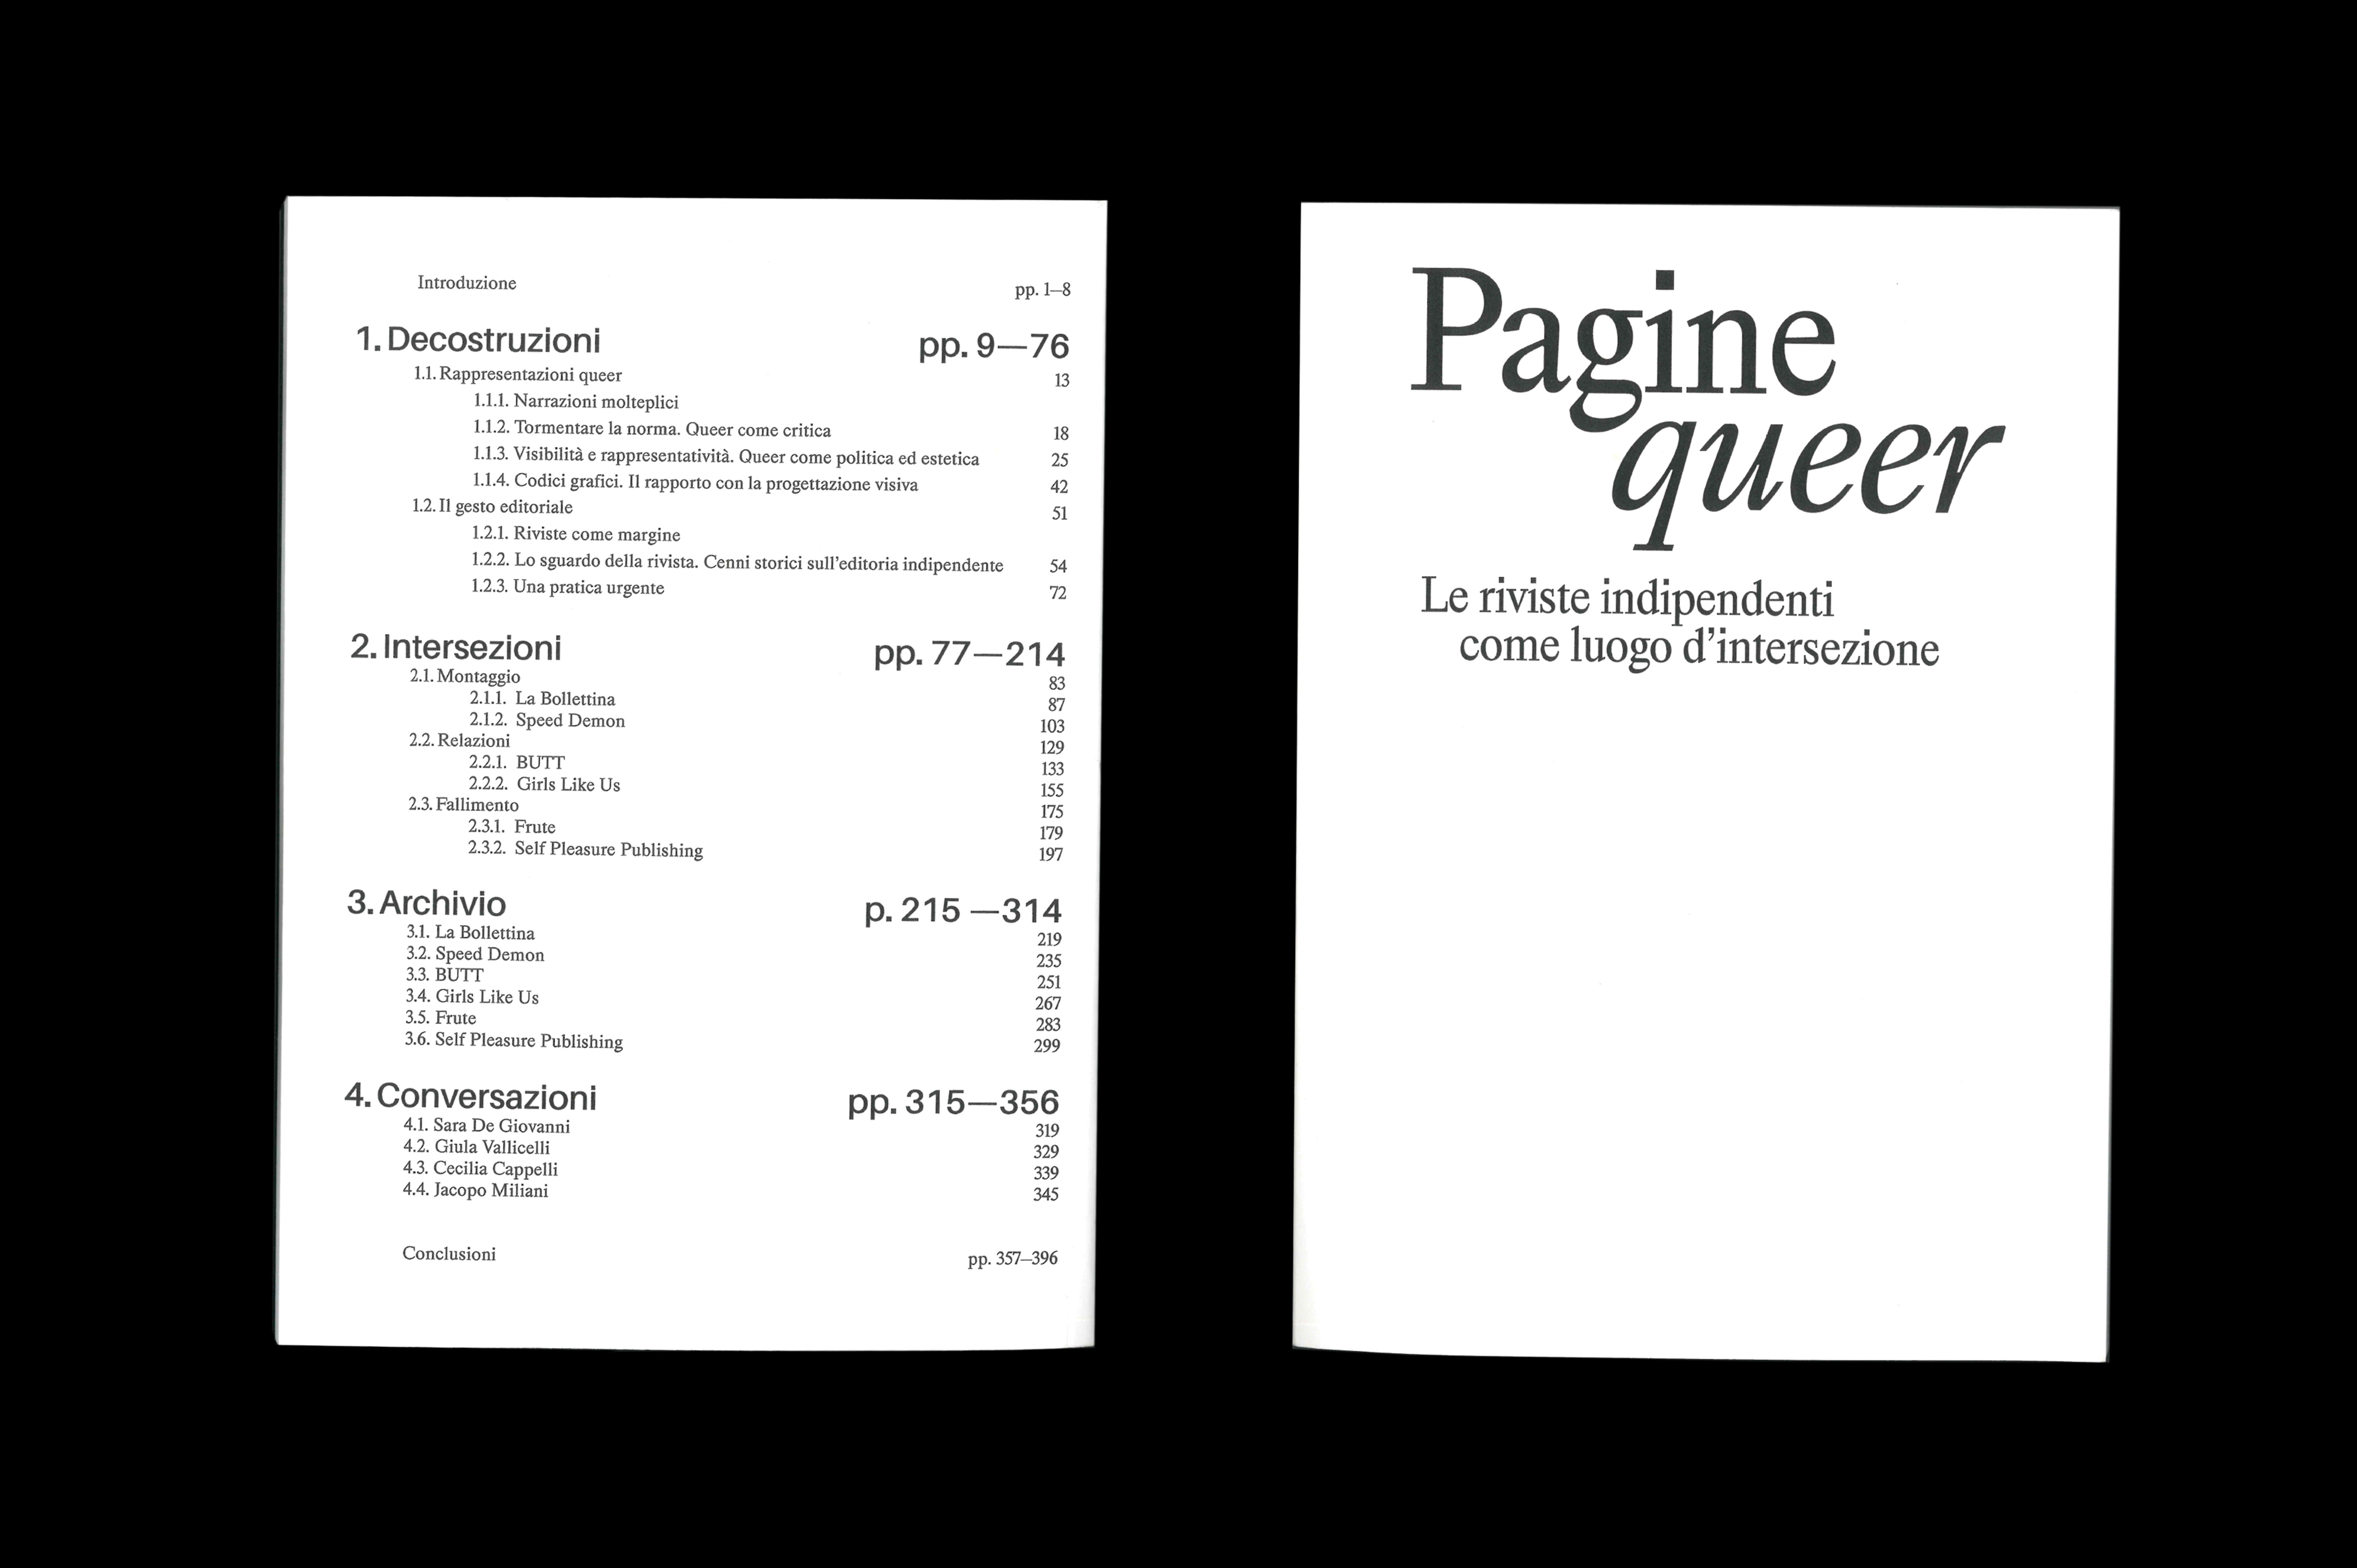 Introduzione pp. 1–8
1. Decostruzioni pp. 9—76
1.1. Rappresentazioni queer 13
1.1.1. Narrazioni molteplici
1.1.2. Tormentare la norma. Queer come critica 18
1.1.3. Visibilità e rappresentatività. Queer come politica ed estetica 25
1.1.4. Codici grafici. Il rapporto con la progettazione visiva 42
1.2. Il gesto editoriale 51
1.2.1. Riviste come margine
1.2.2. Lo sguardo della rivista. Cenni storici sull’editoria indipendente 54
1.2.3. Una pratica urgente 72
2. Intersezioni pp. 77—214
2.1. Montaggio 83
2.1.1. La Bollettina 87
2.1.2. Speed Demon 103
2.2. Relazioni 129
2.2.1. BUTT 133
2.2.2. Girls Like Us 155
2.3. Fallimento 175
2.3.1. Frute 179
2.3.2. Self Pleasure Publishing 197
3. Archivio p. 215 —314
3.1. La Bollettina 219
3.2. Speed Demon 235
3.3. BUTT 251
3.4. Girls Like Us 267
3.5. Frute 283
3.6. Self Pleasure Publishing 299
4. Conversazioni pp. 315—356
4.1. Sara De Giovanni 319
4.2. Giula Vallicelli 329
4.3. Cecilia Cappelli 339
4.4. Jacopo Miliani 345
Conclusioni pp. 357–396
Pagine
queer
Le riviste indipendenti
come luogo d’intersezione